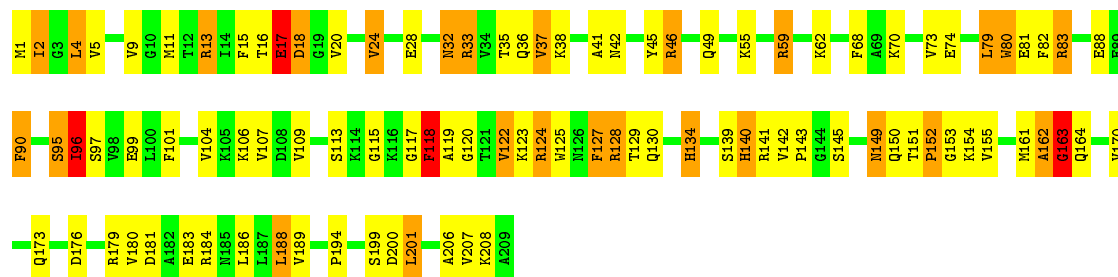 M1 I2 G3 L4 V5 V9 G10 M11 T12 R13 I14 F15 T16 E17 D18 G19 V20 V24 E28 N32 R33 V34 T35 Q36 V37 K38 A41 N42 Y45 R46 Q49 K55 R59 K62 F68 A69 K70 V73 E74 L79 W80 E81 F82 R83 E88 E89
F90 S95 I96 S97 V98 E99 L100 F101 V104 K105 K106 V107 D108 V109 S113 K114 G115 K116 G117 F118 A119 G120 T121 V122 K123 R124 W125 N126 F127 R128 T129 Q130 H134 S139 H140 R141 V142 P143 G144 S145 N149 Q150 T151 P152 G153 K154 V155 M161 A162 G163 Q164
Q173 D176 R179 V180 D181 A182 E183 R184 N185 L186 L187 L188 V189 P194 S199 D200 L201 A206 V207 K208 A209